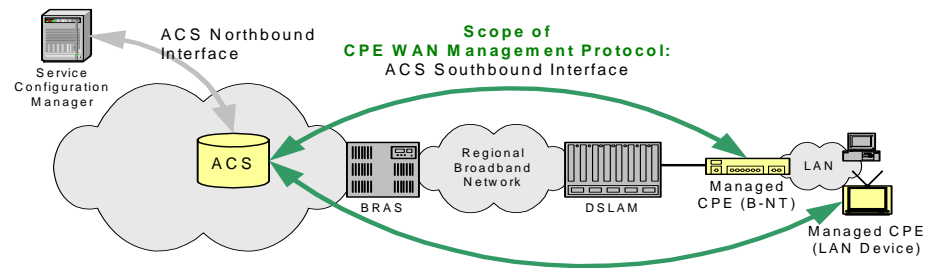 ACS Northbound
Interface
Scope of
CPE WAN Management Protocol:
ACS Southbound Interface
Service
Configuration
Manager
ACS
Regional
Broadband
Network
BRAS
DSLAM
Managed
CPE (B-NT)
LAN
Managed CPE
(LAN Device)